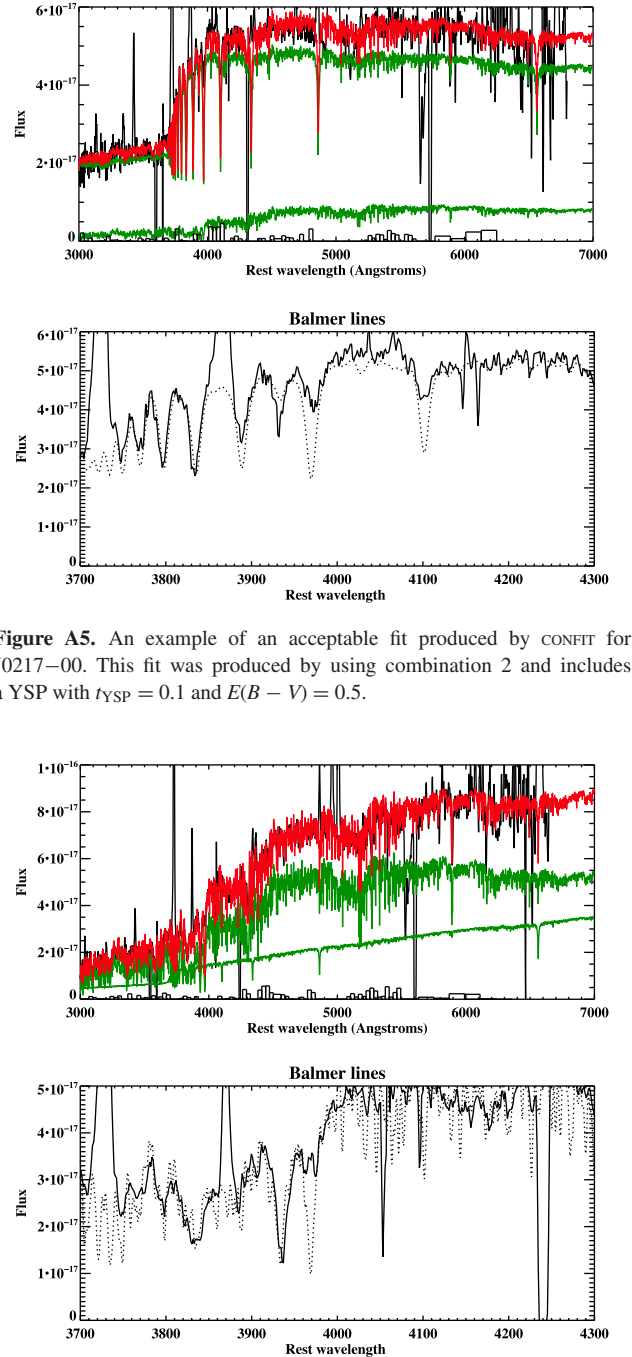 6•10⁻¹⁷
4•10⁻¹⁷
2•10⁻¹⁷
0
Flux
3000 4000 5000 6000 7000
Rest wavelength (Angstroms)
Balmer lines
6•10⁻¹⁷
5•10⁻¹⁷
4•10⁻¹⁷
3•10⁻¹⁷
2•10⁻¹⁷
1•10⁻¹⁷
0
Flux
3700 3800 3900 4000 4100 4200 4300
Rest wavelength
Figure A5. An example of an acceptable fit produced by CONFIT for
J0217−00. This fit was produced by using combination 2 and includes
a YSP with tYSP = 0.1 and E(B − V) = 0.5.
1•10⁻¹⁶
8•10⁻¹⁷
6•10⁻¹⁷
4•10⁻¹⁷
2•10⁻¹⁷
0
Flux
3000 4000 5000 6000 7000
Rest wavelength (Angstroms)
Balmer lines
5•10⁻¹⁷
4•10⁻¹⁷
3•10⁻¹⁷
2•10⁻¹⁷
1•10⁻¹⁷
0
Flux
3700 3800 3900 4000 4100 4200 4300
Rest wavelength